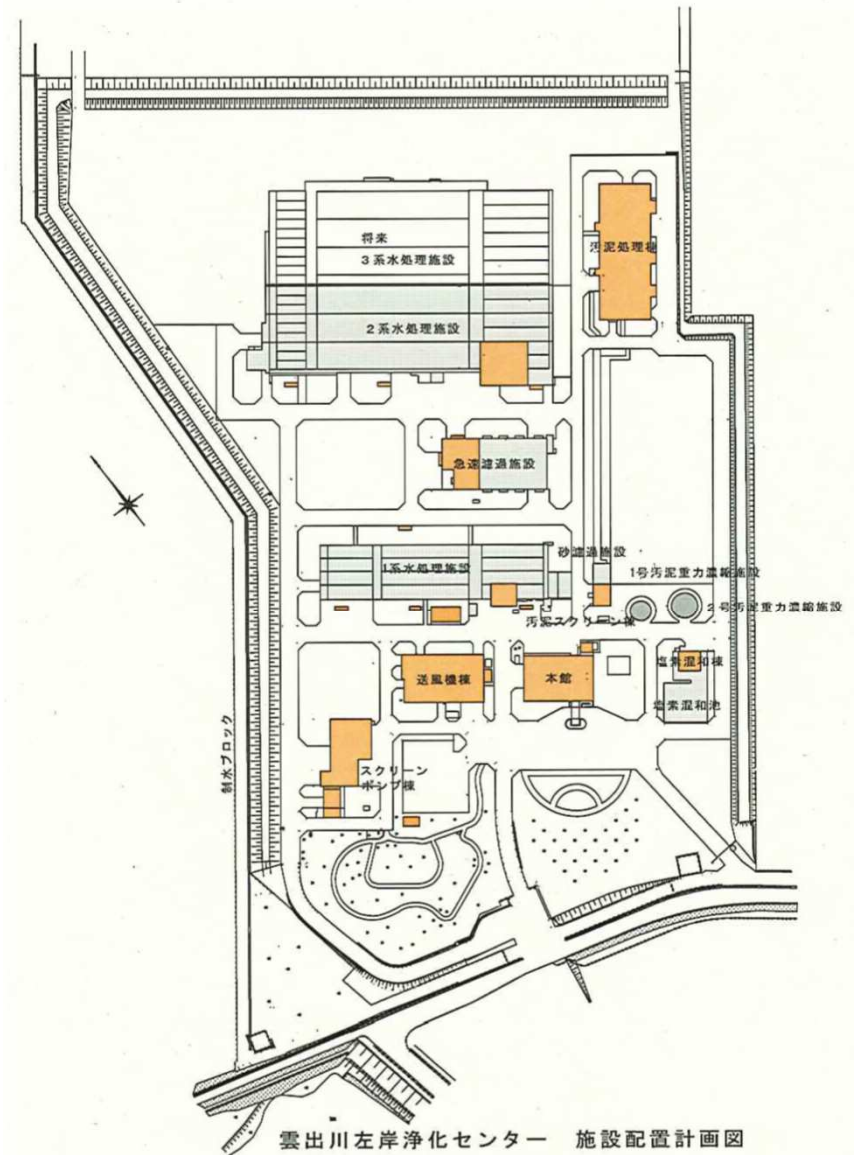 将来
3系水処理施設
2系水処理施設
汚泥処理棟
急速濾過施設
砂濾過施設
1系水処理施設
1号汚泥重力濃縮施設
2号汚泥重力濃縮施設
汚泥スクリーン棟
送風機棟
本館
塩素混和棟
塩素混和池
制水ブロック
スクリーン
ポンプ棟
雲出川左岸浄化センター 施設配置計画図